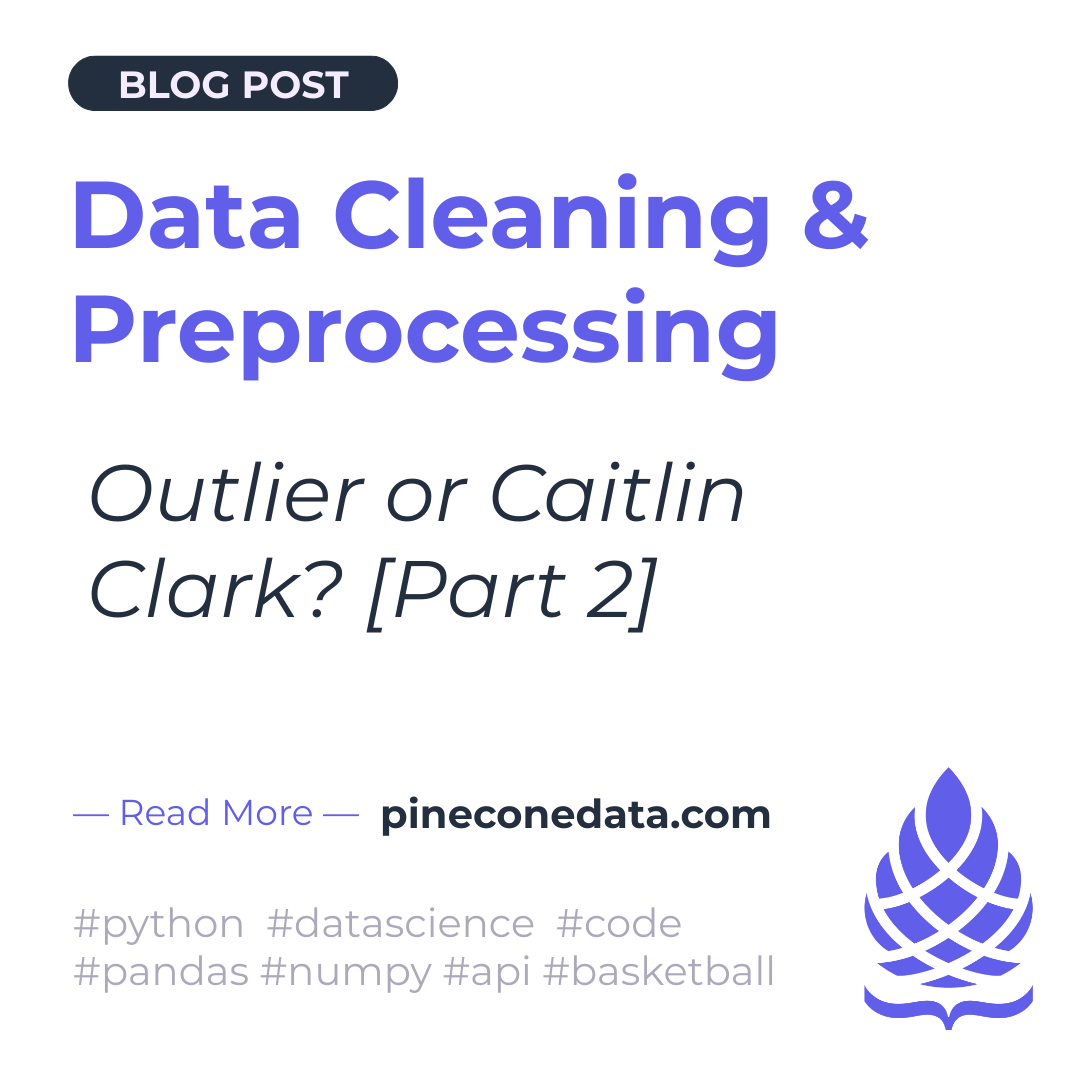 BLOG POST
Data Cleaning &
Preprocessing
Outlier or Caitlin
Clark? [Part 2]
— Read More — pineconedata.com
#python #datascience #code
#pandas #numpy #api #basketball